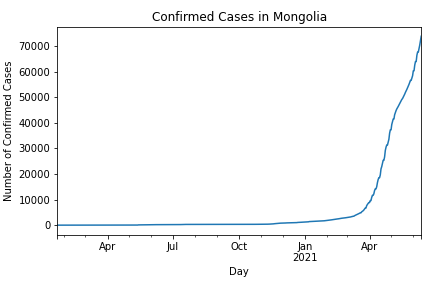 Confirmed Cases in Mongolia
Number of Confirmed Cases
70000
60000
50000
40000
30000
20000
10000
0
Apr
Jul
Oct
Jan
2021
Apr
Day